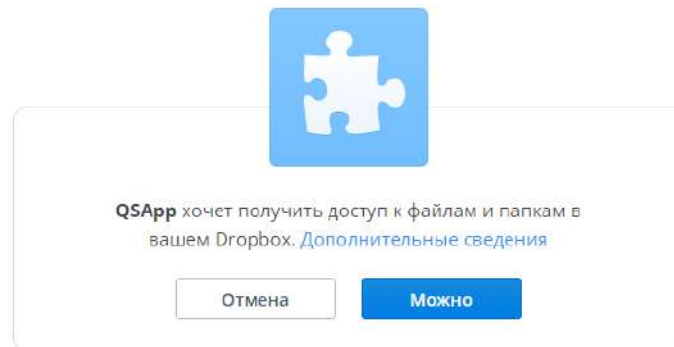 QSApp хочет получить доступ к файлам и папкам в
вашем Dropbox. Дополнительные сведения
Отмена Можно